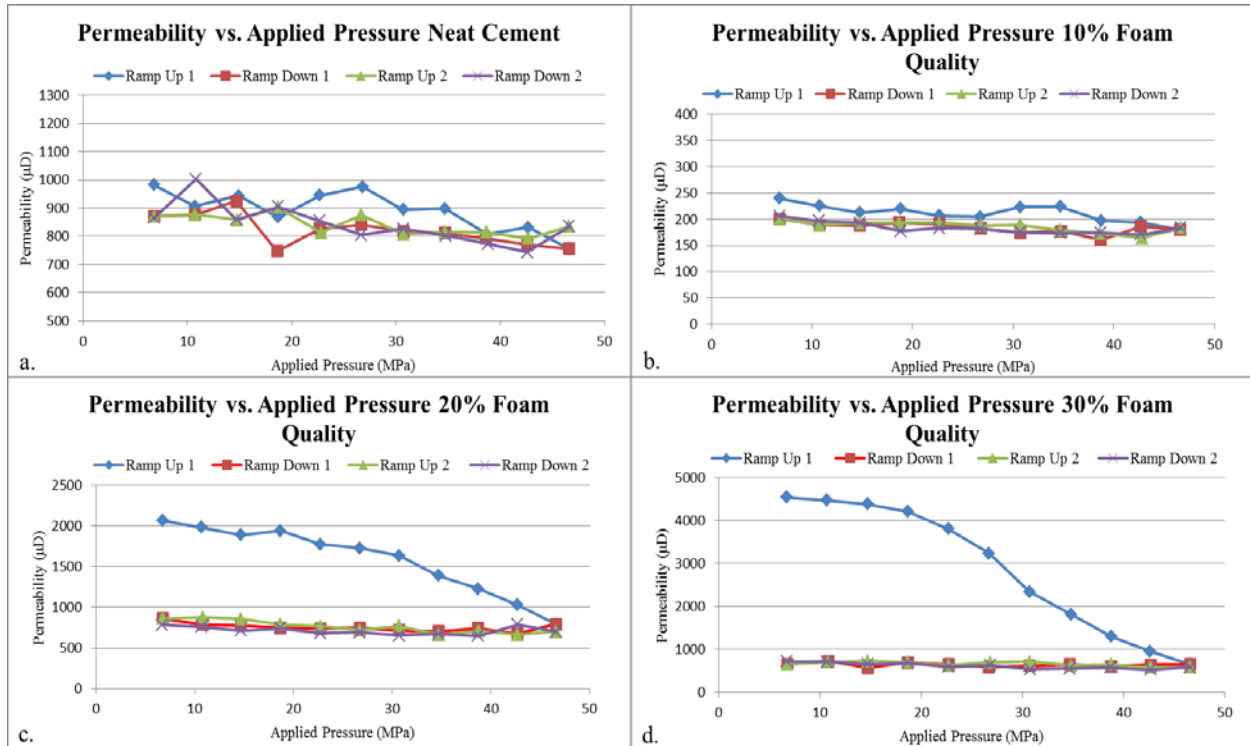 Permeability vs. Applied Pressure Neat Cement
Ramp Up 1 Ramp Down 1 Ramp Up 2 Ramp Down 2
1300
1200
1100
1000
900
800
700
600
500
Permeability (µD)
0 10 20 30 40 50
Applied Pressure (MPa)
a.
Permeability vs. Applied Pressure 10% Foam
Quality
Ramp Up 1 Ramp Down 1 Ramp Up 2 Ramp Down 2
400
350
300
250
200
150
100
50
0
Permeability (µD)
0 10 20 30 40 50
Applied Pressure (MPa)
b.
Permeability vs. Applied Pressure 20% Foam
Quality
Ramp Up 1 Ramp Down 1 Ramp Up 2 Ramp Down 2
2500
2000
1500
1000
500
0
Permeability (µD)
0 10 20 30 40 50
Applied Pressure (MPa)
c.
Permeability vs. Applied Pressure 30% Foam
Quality
Ramp Up 1 Ramp Down 1 Ramp Up 2 Ramp Down 2
5000
4000
3000
2000
1000
0
Permeability (µD)
0 10 20 30 40 50
Applied Pressure (MPa)
d.